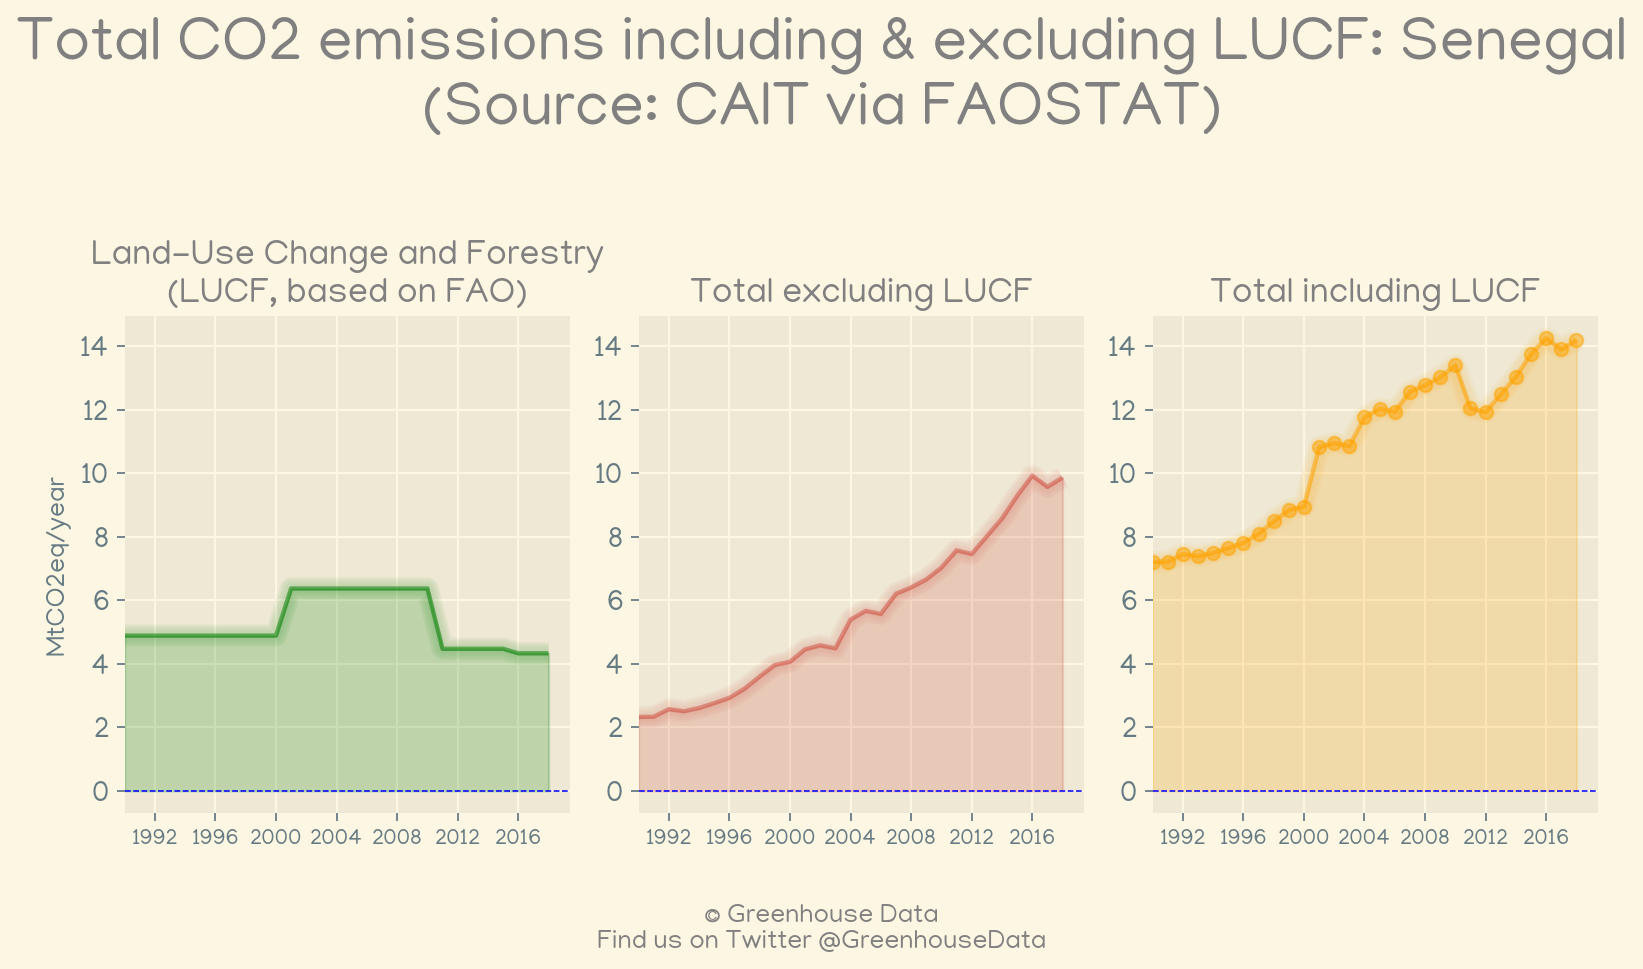 Total CO2 emissions including & excluding LUCF: Senegal
(Source: CAIT via FAOSTAT)
Land-Use Change and Forestry
(LUCF, based on FAO)
Total excluding LUCF
Total including LUCF
MtCO2eq/year
14
12
10
8
6
4
2
0
1992 1996 2000 2004 2008 2012 2016
14
12
10
8
6
4
2
0
1992 1996 2000 2004 2008 2012 2016
14
12
10
8
6
4
2
0
1992 1996 2000 2004 2008 2012 2016
© Greenhouse Data
Find us on Twitter @GreenhouseData